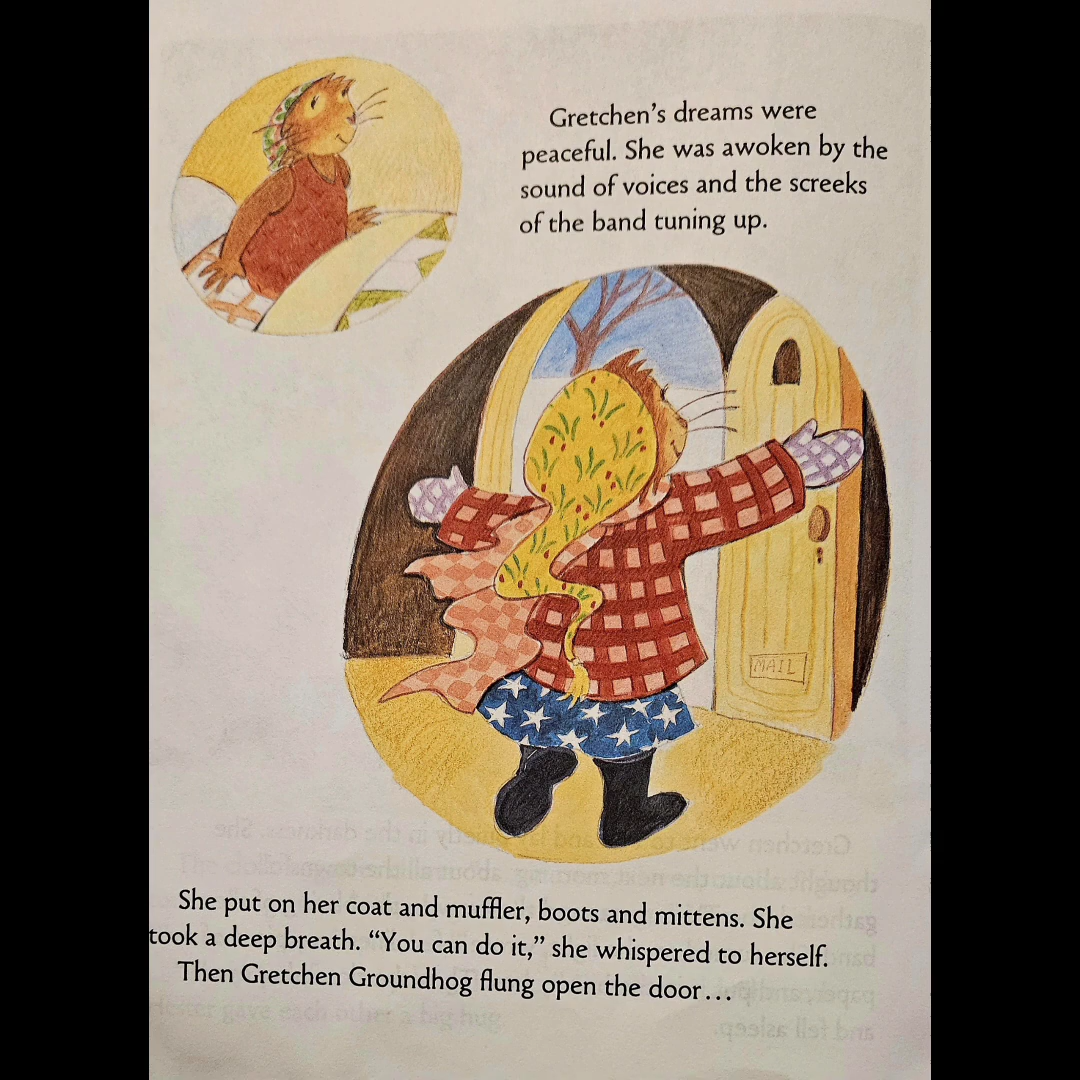 Gretchen's dreams were
peaceful. She was awoken by the
sound of voices and the screeks
of the band tuning up.
MAIL
She put on her coat and muffler, boots and mittens. She
took a deep breath. “You can do it,” she whispered to herself.
Then Gretchen Groundhog flung open the door...